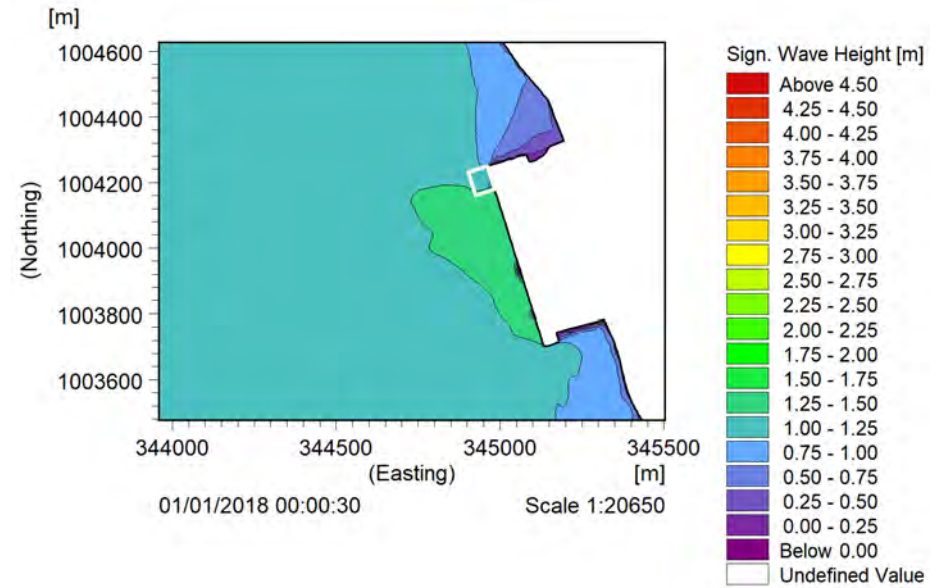 [m]
1004600
1004400
1004200
1004000
1003800
1003600
(Northing)
344000 344500 345000 345500
(Easting) [m]
01/01/2018 00:00:30 Scale 1:20650
Sign. Wave Height [m]
Above 4.50
4.25 - 4.50
4.00 - 4.25
3.75 - 4.00
3.50 - 3.75
3.25 - 3.50
3.00 - 3.25
2.75 - 3.00
2.50 - 2.75
2.25 - 2.50
2.00 - 2.25
1.75 - 2.00
1.50 - 1.75
1.25 - 1.50
1.00 - 1.25
0.75 - 1.00
0.50 - 0.75
0.25 - 0.50
0.00 - 0.25
Below 0.00
Undefined Value